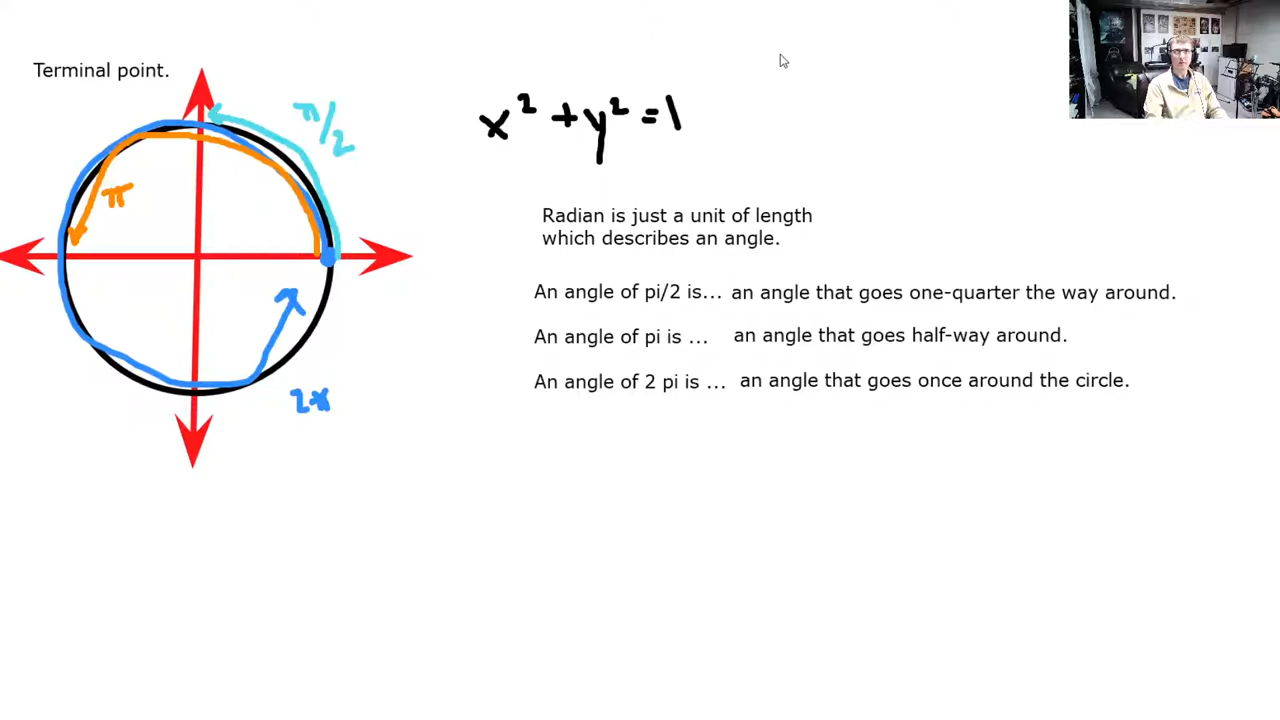 Terminal point.
π/2
x² + y² = 1
π
Radian is just a unit of length
which describes an angle.
An angle of pi/2 is... an angle that goes one-quarter the way around.
An angle of pi is ... an angle that goes half-way around.
An angle of 2 pi is ... an angle that goes once around the circle.
2π